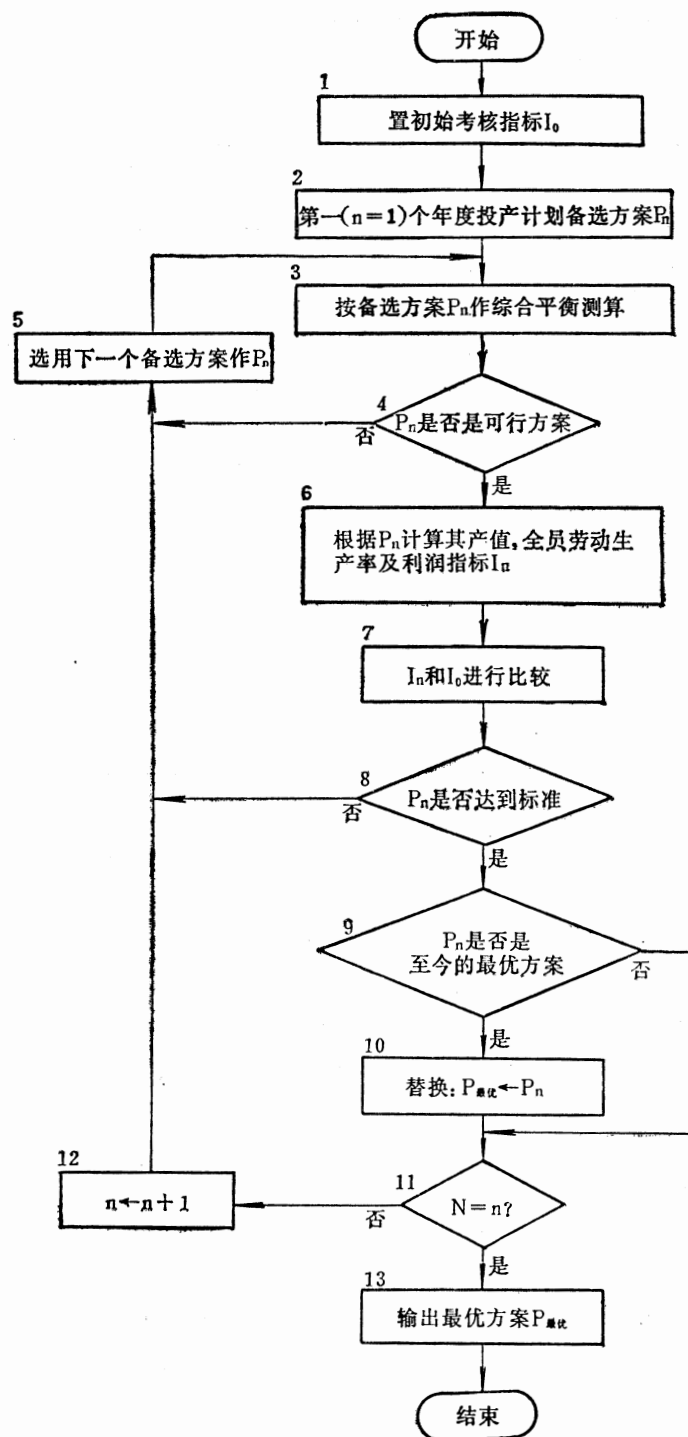 开始
1
置初始考核指标I₀
2
第一(n=1)个年度投产计划备选方案Pₙ
3
按备选方案Pₙ作综合平衡测算
5
选用下一个备选方案作Pₙ
4
Pₙ是否是可行方案
否
是
6
根据Pₙ计算其产值,全员劳动生
产率及利润指标Iₙ
7
Iₙ和I₀进行比较
8
Pₙ是否达到标准
否
是
9
Pₙ是否是
至今的最优方案
否
是
10
替换:P最优←Pₙ
12
n←n+1
11
N=n?
否
是
13
输出最优方案P最优
结束